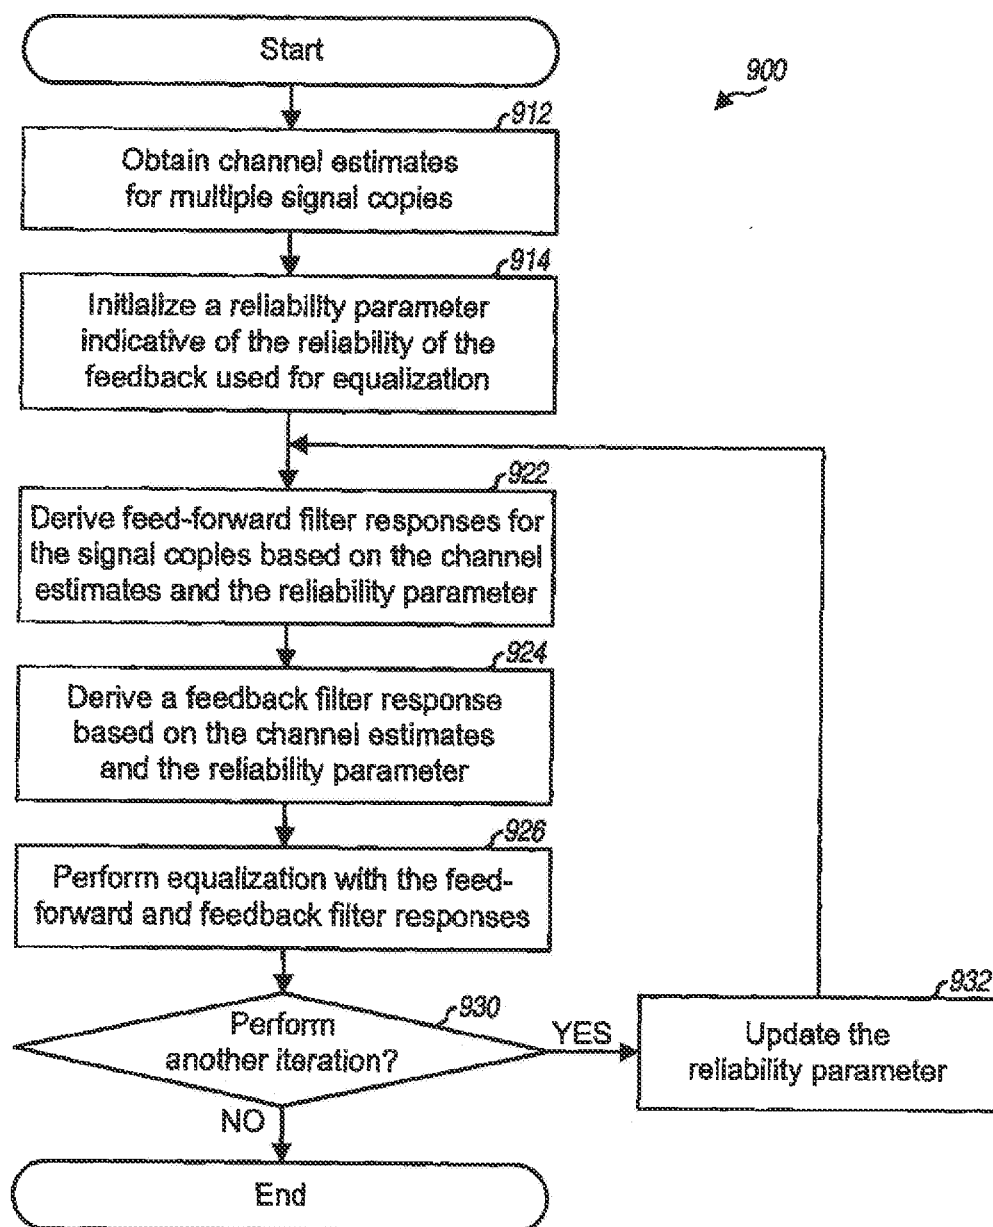 Start
900
912
Obtain channel estimates
for multiple signal copies
914
Initialize a reliability parameter
indicative of the reliability of the
feedback used for equalization
922
Derive feed-forward filter responses for
the signal copies based on the channel
estimates and the reliability parameter
924
Derive a feedback filter response
based on the channel estimates
and the reliability parameter
926
Perform equalization with the feed-
forward and feedback filter responses
930
Perform
another iteration?
YES
932
Update the
reliability parameter
NO
End